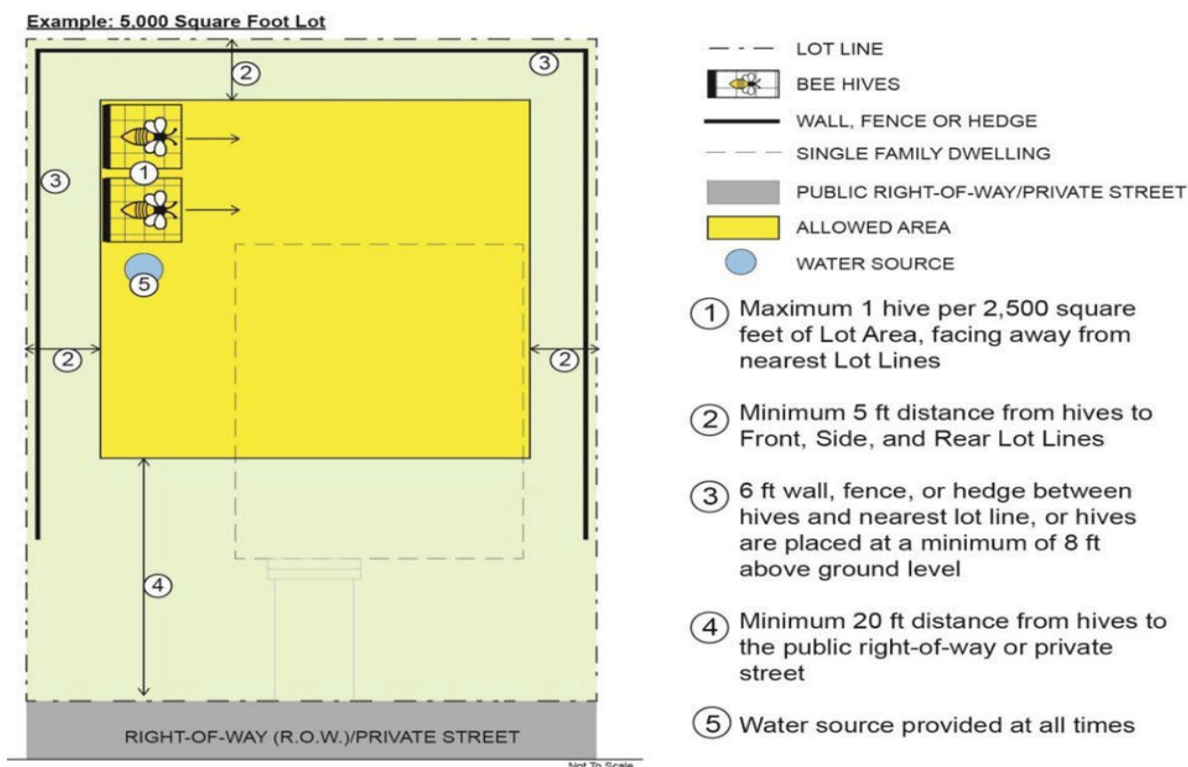 Example: 5,000 Square Foot Lot
2
3
1
3
5
2
2
4
RIGHT-OF-WAY (R.O.W.)/PRIVATE STREET
Not To Scale
LOT LINE
BEE HIVES
WALL, FENCE OR HEDGE
SINGLE FAMILY DWELLING
PUBLIC RIGHT-OF-WAY/PRIVATE STREET
ALLOWED AREA
WATER SOURCE
1 Maximum 1 hive per 2,500 square
feet of Lot Area, facing away from
nearest Lot Lines
2 Minimum 5 ft distance from hives to
Front, Side, and Rear Lot Lines
3 6 ft wall, fence, or hedge between
hives and nearest lot line, or hives
are placed at a minimum of 8 ft
above ground level
4 Minimum 20 ft distance from hives to
the public right-of-way or private
street
5 Water source provided at all times